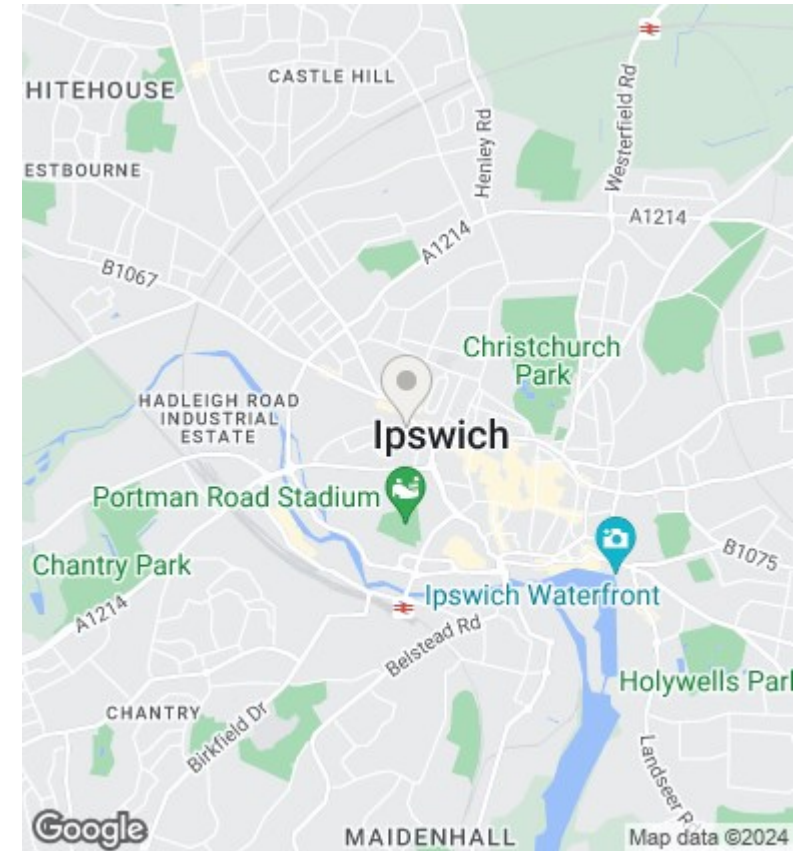 CASTLE HILL
HITEHOUSE
ESTBOURNE
Henley Rd
Westerfield Rd
A1214
A1214
B1067
Christchurch
Park
HADLEIGH ROAD
INDUSTRIAL
ESTATE
Ipswich
Portman Road Stadium
Chantry Park
B1075
Ipswich Waterfront
A1214
Belstead Rd
Holywells Parl
CHANTRY
Birkfield Dr
Landseer R
Google
MAIDENHALL
Map data ©2024